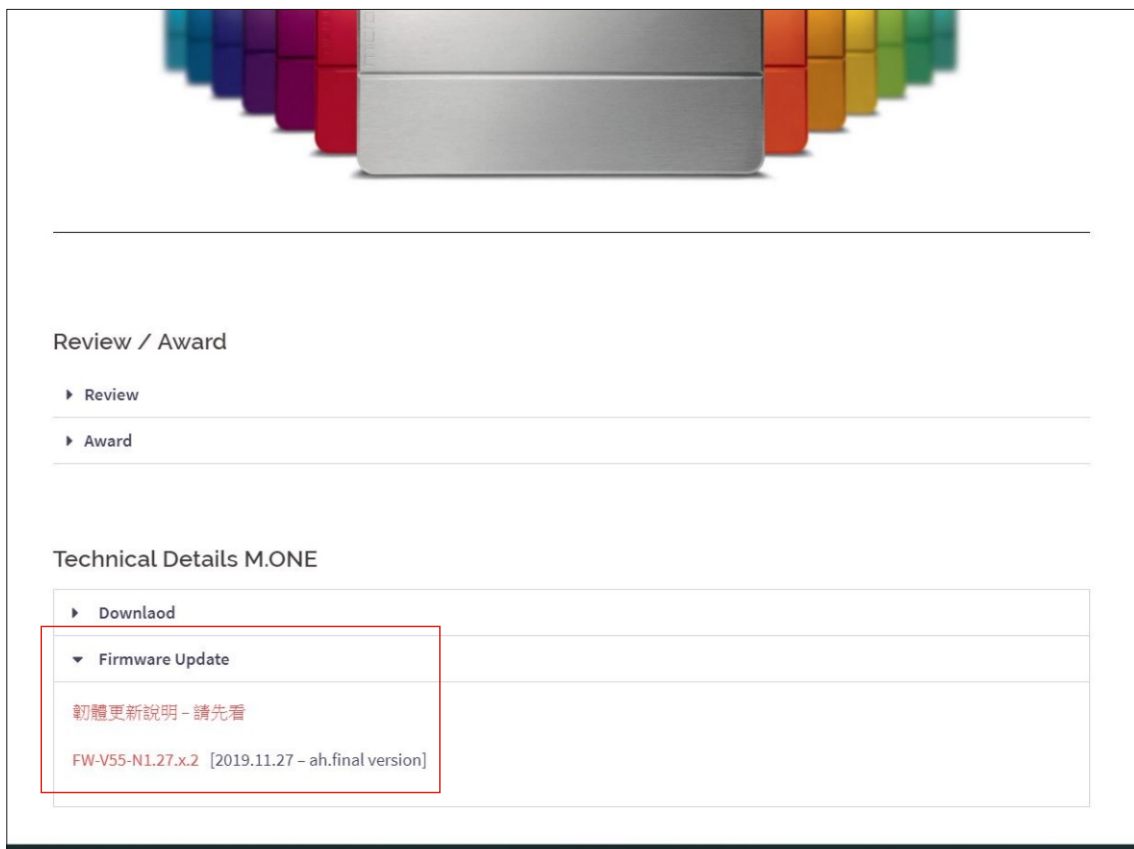 micro
Review / Award
Review
Award
Technical Details M.ONE
Downlaod
Firmware Update
韌體更新說明 – 請先看
FW-V55-N1.27.x.2 [2019.11.27 – ah.final version]